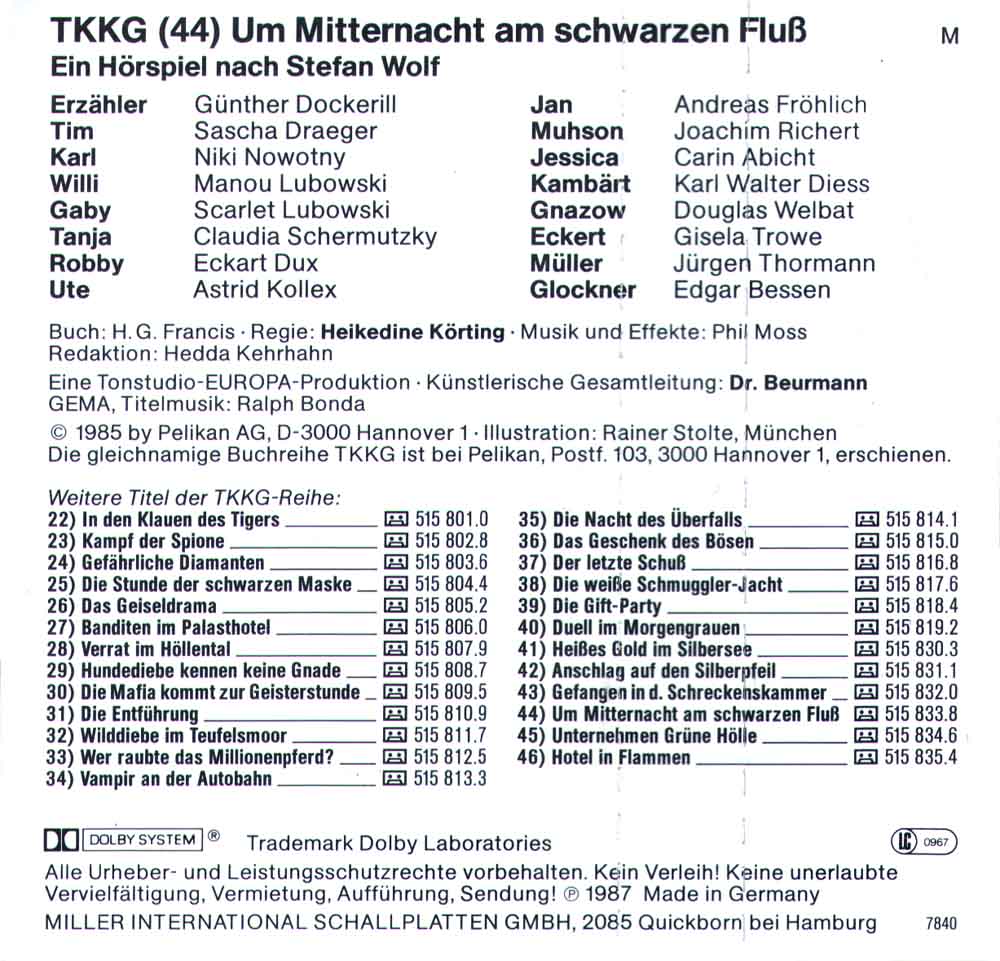 TKKG (44) Um Mitternacht am schwarzen Fluß M
Ein Hörspiel nach Stefan Wolf
Erzähler Günther Dockerill
Tim Sascha Draeger
Karl Niki Nowotny
Willi Manou Lubowski
Gaby Scarlet Lubowski
Tanja Claudia Schermutzky
Robby Eckart Dux
Ute Astrid Kollex
Jan Andreas Fröhlich
Muhson Joachim Richert
Jessica Carin Abicht
Kambärt Karl Walter Diess
Gnazow Douglas Welbat
Eckert Gisela Trowe
Müller Jürgen Thormann
Glockner Edgar Bessen
Buch: H. G. Francis · Regie: Heikedine Körting · Musik und Effekte: Phil Moss
Redaktion: Hedda Kehrhahn
Eine Tonstudio-EUROPA-Produktion · Künstlerische Gesamtleitung: Dr. Beurmann
GEMA, Titelmusik: Ralph Bonda
© 1985 by Pelikan AG, D-3000 Hannover 1 · Illustration: Rainer Stolte, München
Die gleichnamige Buchreihe TKKG ist bei Pelikan, Postf. 103, 3000 Hannover 1, erschienen.
Weitere Titel der TKKG-Reihe:
22) In den Klauen des Tigers 515 801.0
23) Kampf der Spione 515 802.8
24) Gefährliche Diamanten 515 803.6
25) Die Stunde der schwarzen Maske 515 804.4
26) Das Geiseldrama 515 805.2
27) Banditen im Palasthotel 515 806.0
28) Verrat im Höllental 515 807.9
29) Hundediebe kennen keine Gnade 515 808.7
30) Die Mafia kommt zur Geisterstunde 515 809.5
31) Die Entführung 515 810.9
32) Wilddiebe im Teufelsmoor 515 811.7
33) Wer raubte das Millionenpferd? 515 812.5
34) Vampir an der Autobahn 515 813.3
35) Die Nacht des Überfalls 515 814.1
36) Das Geschenk des Bösen 515 815.0
37) Der letzte Schuß 515 816.8
38) Die weiße Schmuggler-Jacht 515 817.6
39) Die Gift-Party 515 818.4
40) Duell im Morgengrauen 515 819.2
41) Heißes Gold im Silbersee 515 830.3
42) Anschlag auf den Silberpfeil 515 831.1
43) Gefangen in d. Schreckenskammer 515 832.0
44) Um Mitternacht am schwarzen Fluß 515 833.8
45) Unternehmen Grüne Hölle 515 834.6
46) Hotel in Flammen 515 835.4
DOLBY SYSTEM ® Trademark Dolby Laboratories LC 0967
Alle Urheber- und Leistungsschutzrechte vorbehalten. Kein Verleih! Keine unerlaubte
Vervielfältigung, Vermietung, Aufführung, Sendung! ℗ 1987 Made in Germany
MILLER INTERNATIONAL SCHALLPLATTEN GMBH, 2085 Quickborn bei Hamburg 7840